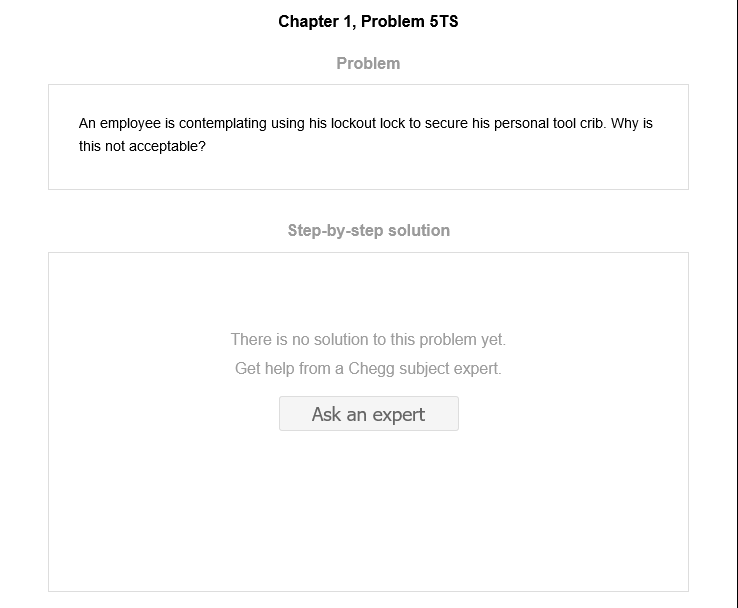 Chapter 1, Problem 5TS
Problem
An employee is contemplating using his lockout lock to secure his personal tool crib. Why is
this not acceptable?
Step-by-step solution
There is no solution to this problem yet.
Get help from a Chegg subject expert.
Ask an expert